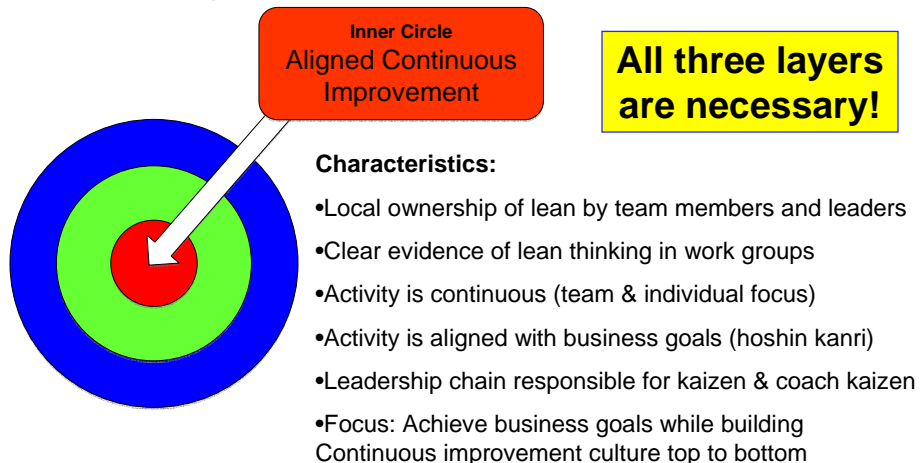 Inner Circle
Aligned Continuous
Improvement
All three layers
are necessary!
Characteristics:
•Local ownership of lean by team members and leaders
•Clear evidence of lean thinking in work groups
•Activity is continuous (team & individual focus)
•Activity is aligned with business goals (hoshin kanri)
•Leadership chain responsible for kaizen & coach kaizen
•Focus: Achieve business goals while building
Continuous improvement culture top to bottom